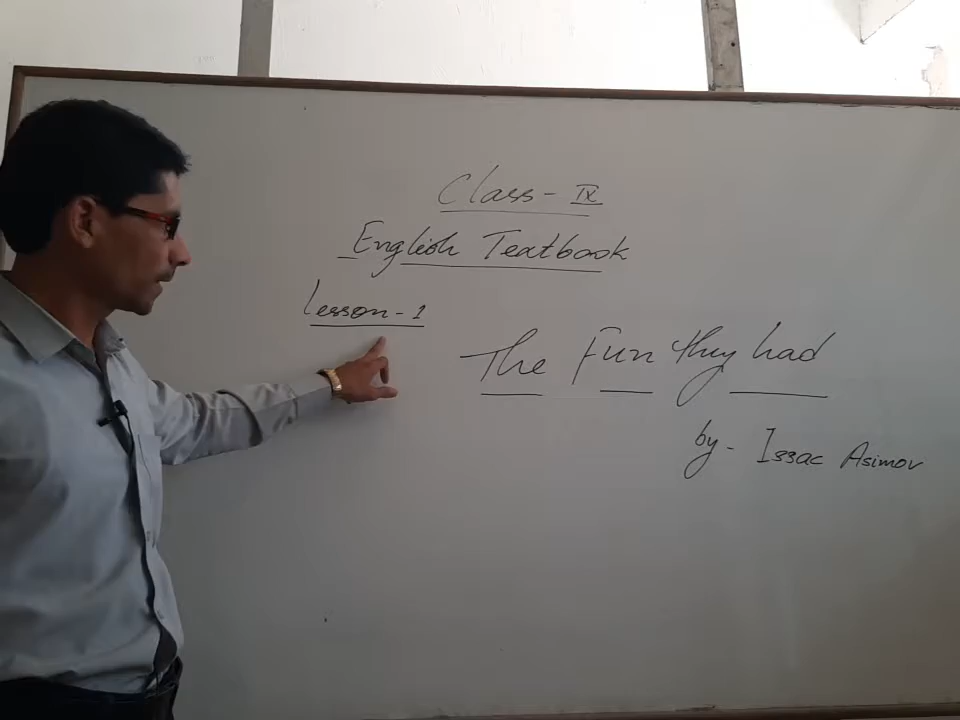 Class - IX
English Textbook
Lesson - 1
The Fun they had
by - Issac Asimov